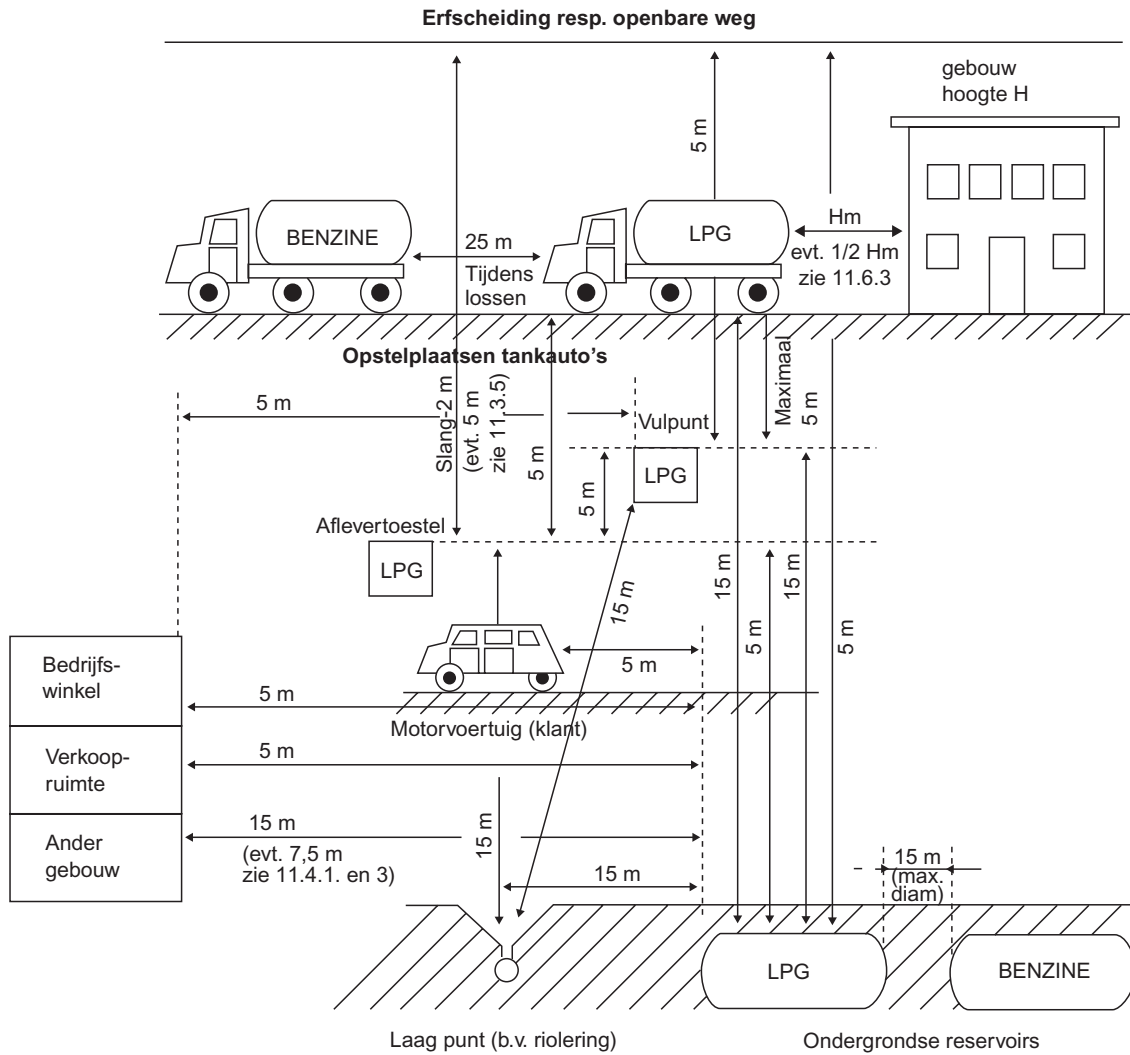 Erfscheiding resp. openbare weg
gebouw
hoogte H
5 m
BENZINE
LPG
25 m
Tijdens
lossen
Hm
evt. 1/2 Hm
zie 11.6.3
Opstelplaatsen tankauto's
5 m
Slang-2 m
(evt. 5 m
zie 11.3.5)
5 m
Vulpunt
Maximaal
5 m
LPG
5 m
Aflevertoestel
LPG
15 m
15 m
5 m
15 m
5 m
5 m
Bedrijfs-
winkel
5 m
Motorvoertuig (klant)
Verkoop-
ruimte
5 m
Ander
gebouw
15 m
(evt. 7,5 m
zie 11.4.1. en 3)
15 m
15 m
15 m
(max.
diam)
LPG
BENZINE
Laag punt (b.v. riolering)
Ondergrondse reservoirs